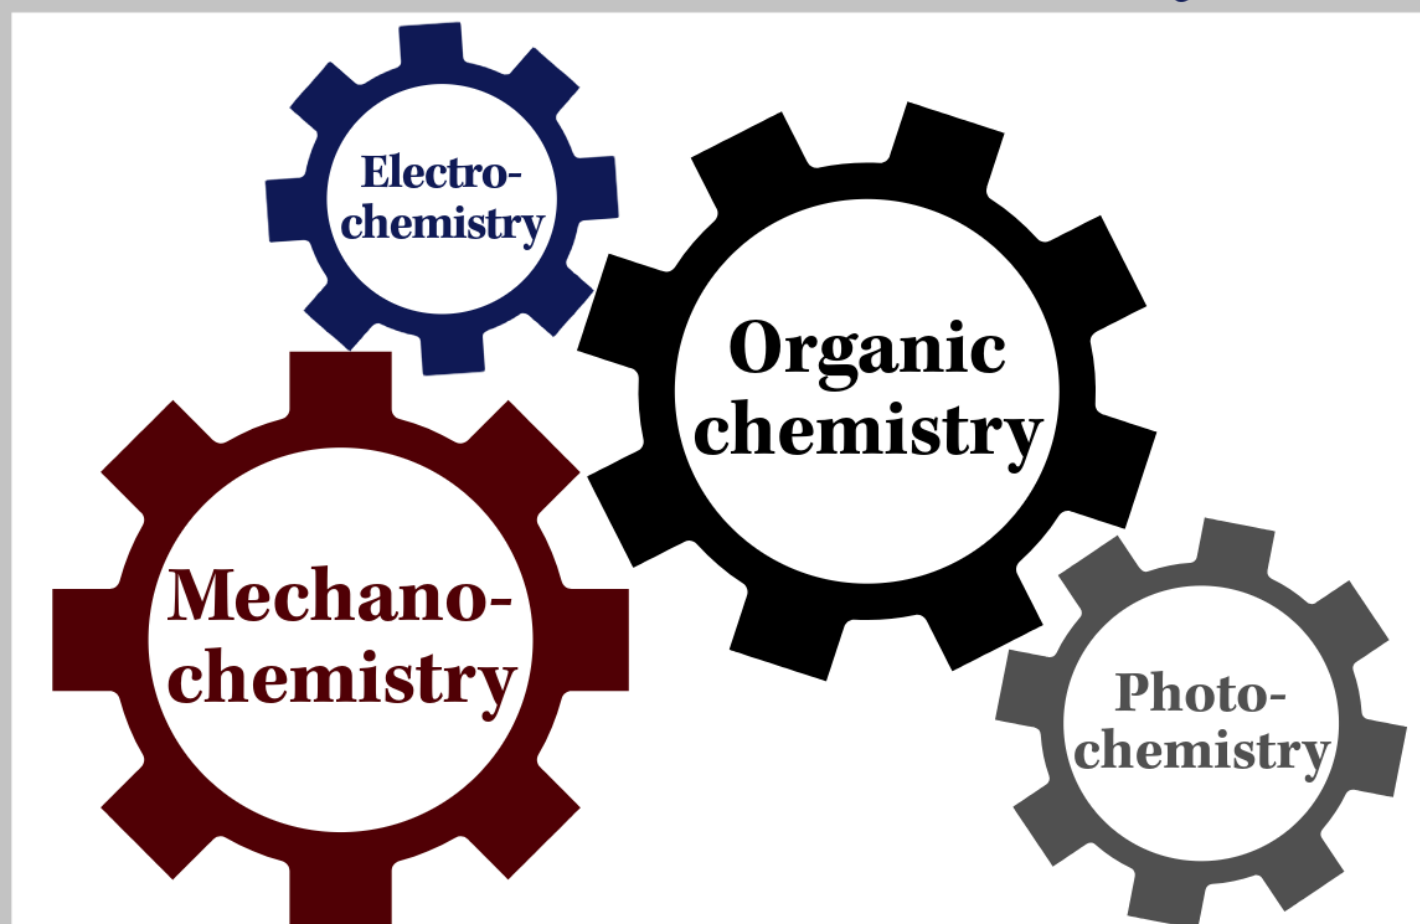 Electro-
chemistry
Organic
chemistry
Mechano-
chemistry
Photo-
chemistry